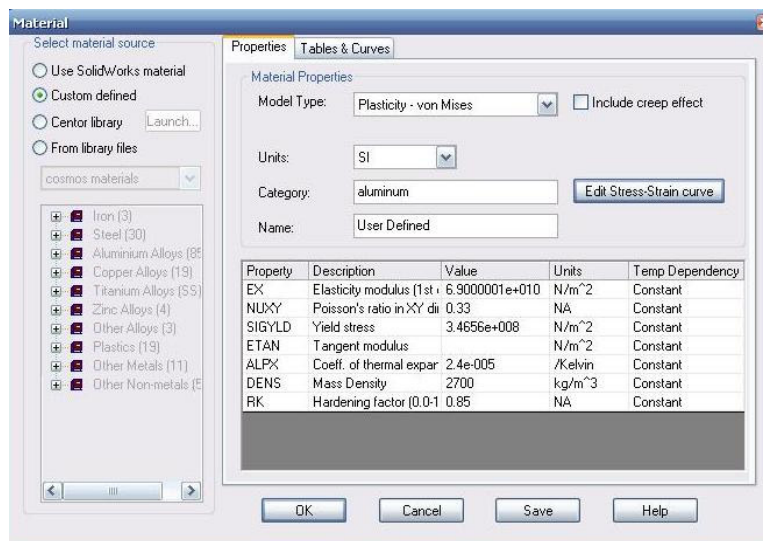 Material
Select material source
Use SolidWorks material
Custom defined
Centor library Launch...
From library files
cosmos materials
Iron (3)
Steel (30)
Aluminium Alloys (85
Copper Alloys (19)
Titanium Alloys (SS)
Zinc Alloys (4)
Other Alloys (3)
Plastics (19)
Other Metals (11)
Other Non-metals (5
Properties Tables & Curves
Material Properties
Model Type: Plasticity - von Mises Include creep effect
Units: SI
Category: aluminum Edit Stress-Strain curve
Name: User Defined
Property Description Value Units Temp Dependency
EX Elasticity modulus (1st 6.9000001e+010 N/m^2 Constant
NUXY Poisson's ratio in XY di 0.33 NA Constant
SIGYLD Yield stress 3.4656e+008 N/m^2 Constant
ETAN Tangent modulus N/m^2 Constant
ALPX Coeff. of thermal expar 2.4e-005 /Kelvin Constant
DENS Mass Density 2700 kg/m^3 Constant
RK Hardening factor (0.0-1 0.85 NA Constant
OK Cancel Save Help